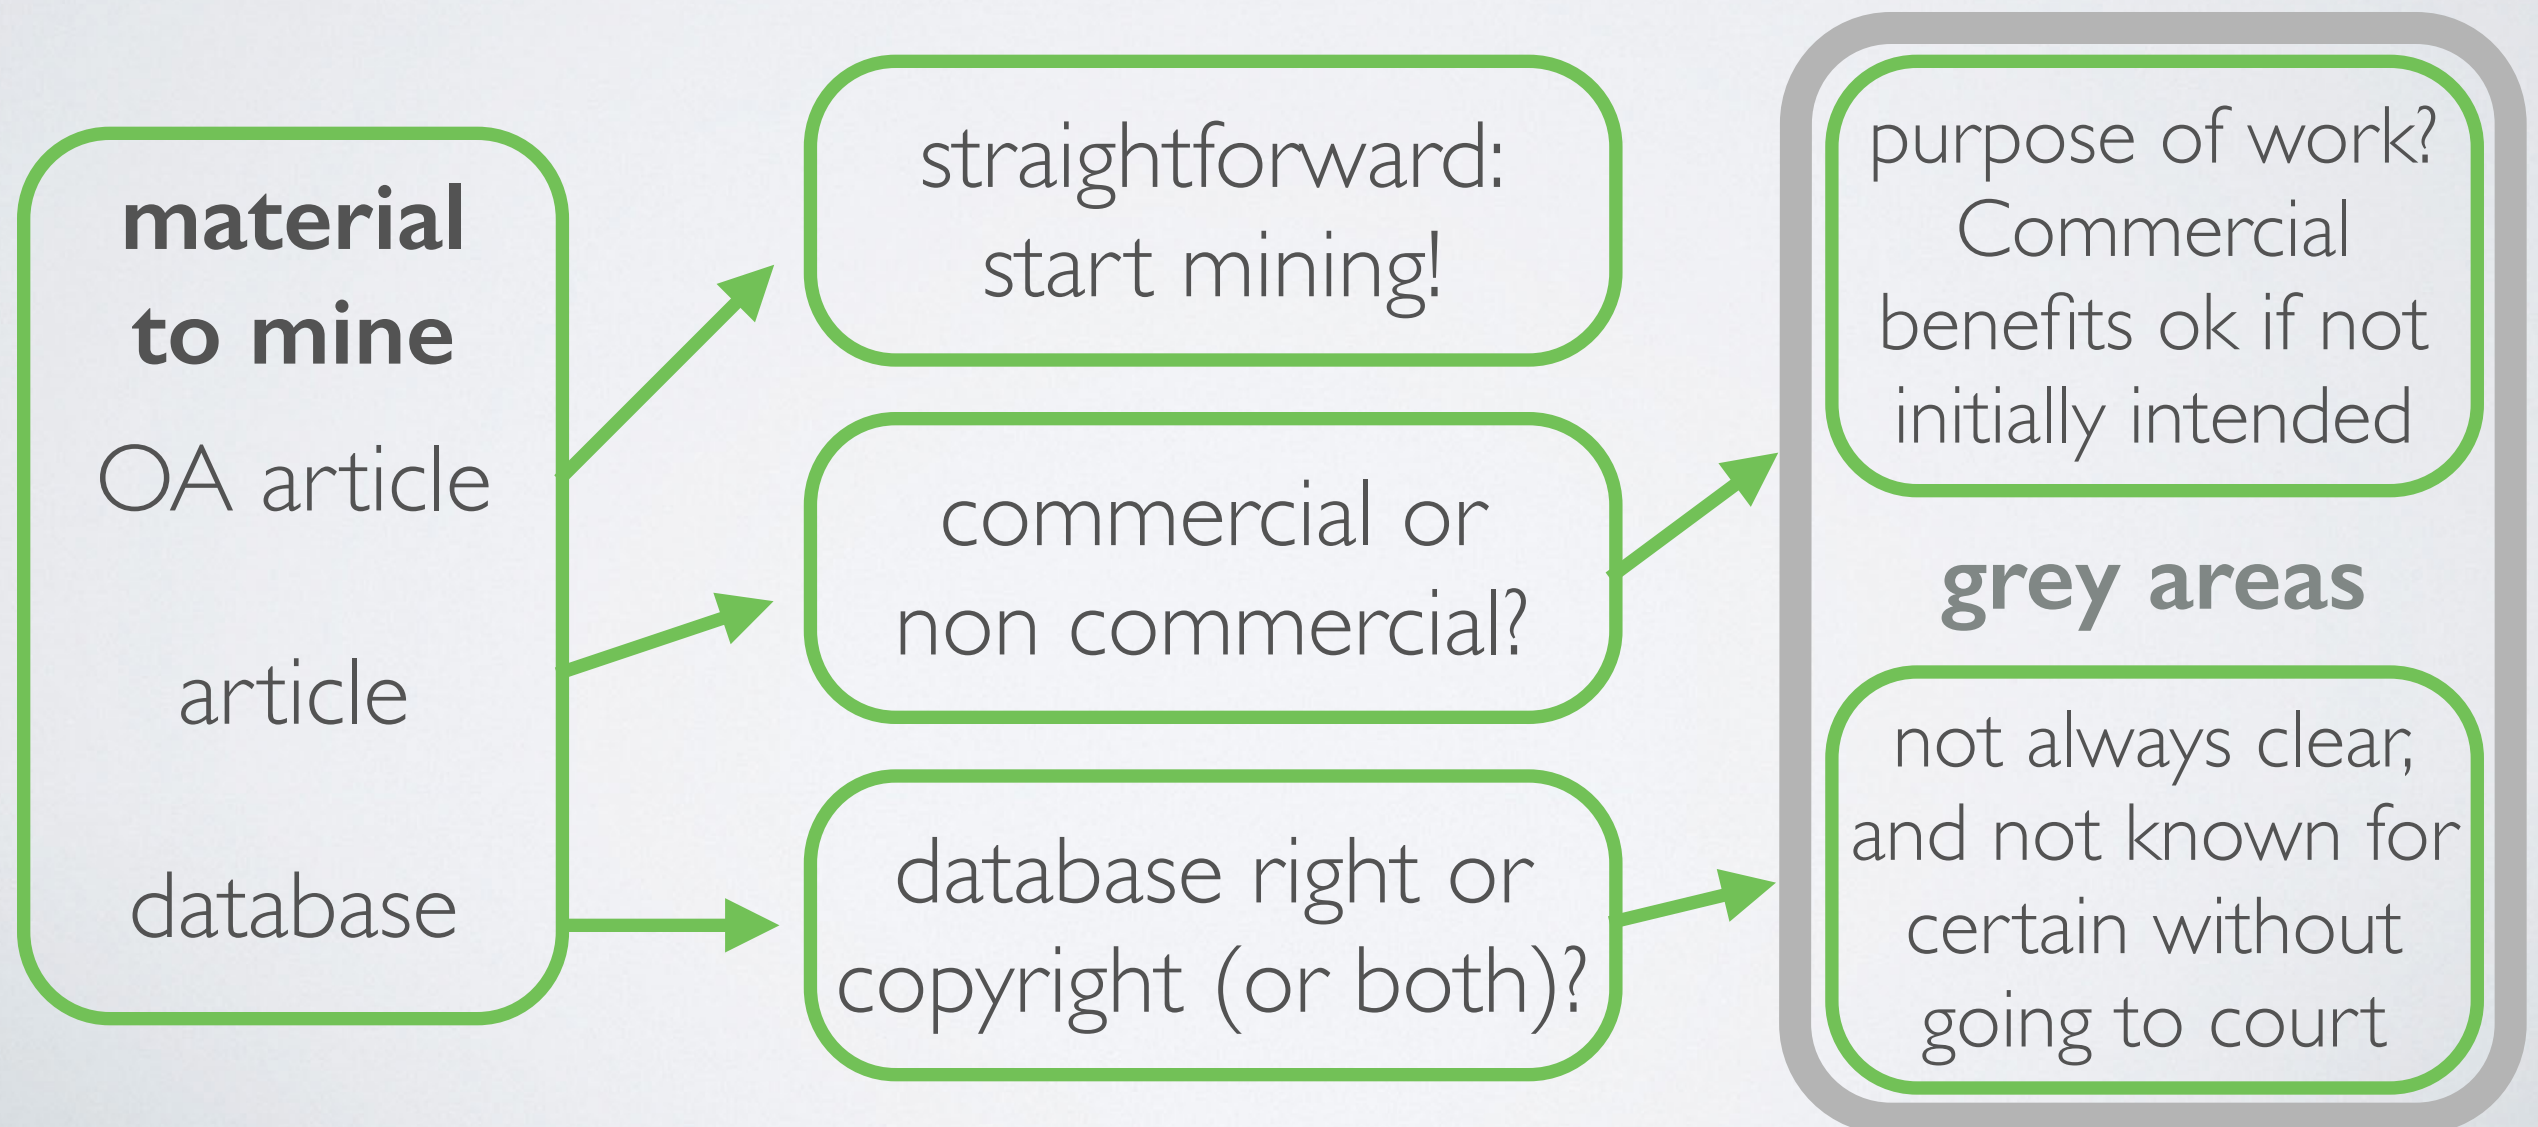 material
to mine
OA article
article
database
straightforward:
start mining!
commercial or
non commercial?
database right or
copyright (or both)?
purpose of work?
Commercial
benefits ok if not
initially intended
grey areas
not always clear,
and not known for
certain without
going to court